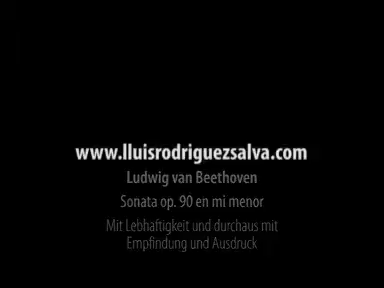 www.lluisrodriguezsalva.com
Ludwig van Beethoven
Sonata op. 90 en mi menor
Mit Lebhaftigkeit und durchaus mit
Empfindung und Ausdruck